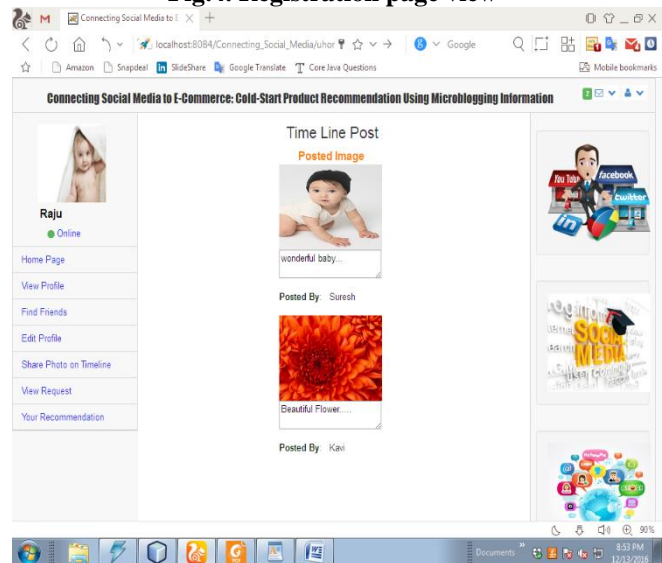 Fig. 4. Registration page view
Connecting Social Media to E
localhost:8084/Connecting_Social_Media/uhor
Google
Amazon
Snapdeal
SlideShare
Google Translate
Core Java Questions
Mobile bookmarks
Connecting Social Media to E-Commerce: Cold-Start Product Recommendation Using Microblogging Information
Raju
Online
Home Page
View Profile
Find Friends
Edit Profile
Share Photo on Timeline
View Request
Your Recommendation
Time Line Post
Posted Image
wonderful baby...
Posted By: Suresh
Beautiful Flower.....
Posted By: Kavi
You Tube
facebook
twitter
in
SOCIAL
MEDIA
90%
Documents
8:53 PM
12/13/2016